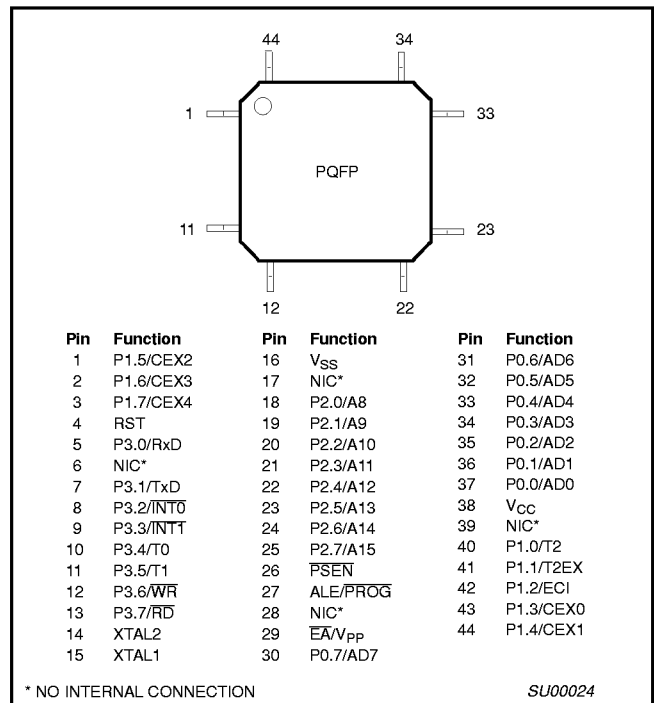 44 34
1 33
PQFP
11 23
12 22
Pin Function Pin Function Pin Function
1 P1.5/CEX2 16 VSS 31 P0.6/AD6
2 P1.6/CEX3 17 NIC* 32 P0.5/AD5
3 P1.7/CEX4 18 P2.0/A8 33 P0.4/AD4
4 RST 19 P2.1/A9 34 P0.3/AD3
5 P3.0/RxD 20 P2.2/A10 35 P0.2/AD2
6 NIC* 21 P2.3/A11 36 P0.1/AD1
7 P3.1/TxD 22 P2.4/A12 37 P0.0/AD0
8 P3.2/INT0 23 P2.5/A13 38 VCC
9 P3.3/INT1 24 P2.6/A14 39 NIC*
10 P3.4/T0 25 P2.7/A15 40 P1.0/T2
11 P3.5/T1 26 PSEN 41 P1.1/T2EX
12 P3.6/WR 27 ALE/PROG 42 P1.2/ECI
13 P3.7/RD 28 NIC* 43 P1.3/CEX0
14 XTAL2 29 EA/VPP 44 P1.4/CEX1
15 XTAL1 30 P0.7/AD7
* NO INTERNAL CONNECTION SU00024